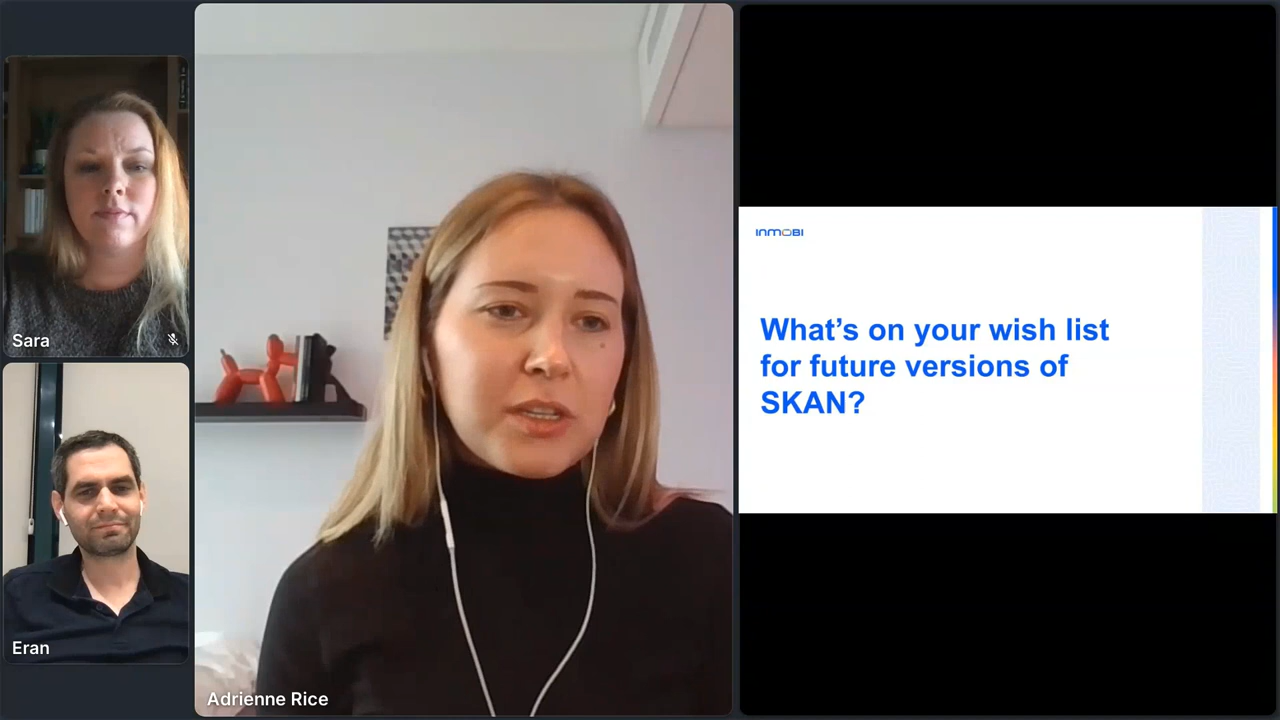 Sara
Eran
Adrienne Rice
INMOBI
What’s on your wish list
for future versions of
SKAN?